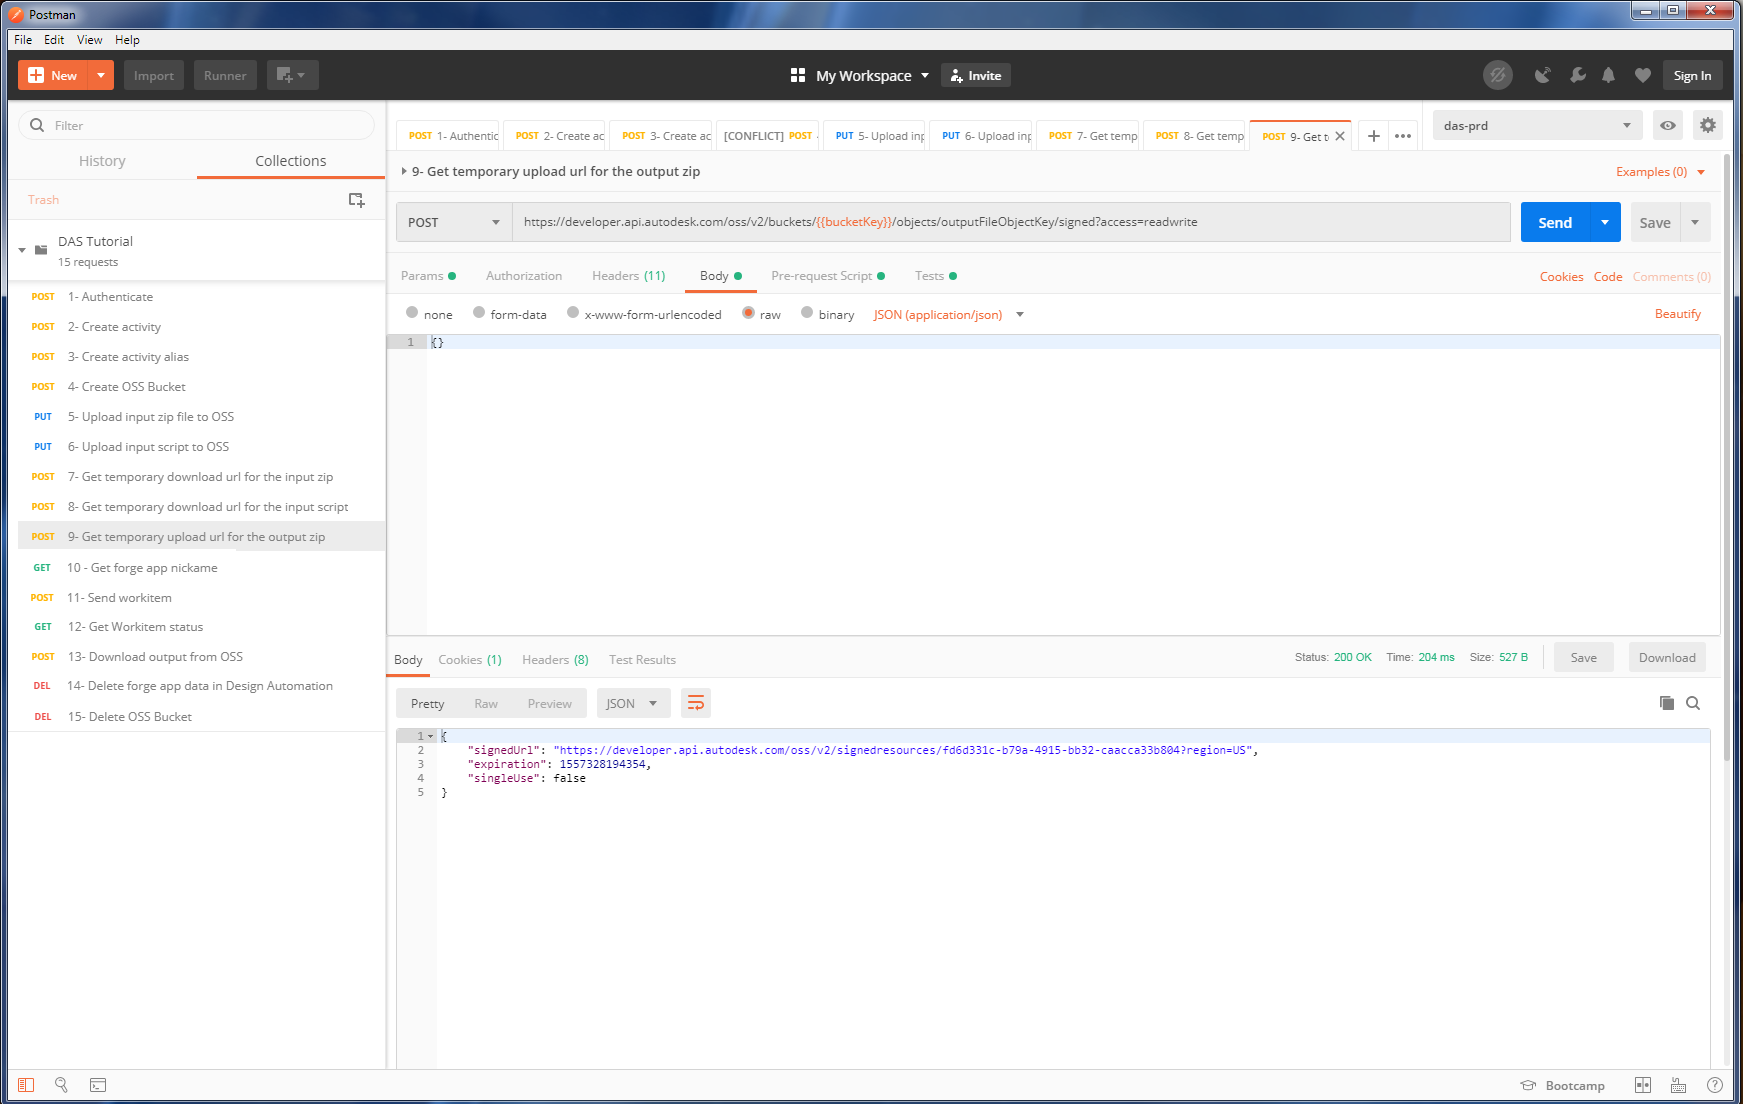 Postman
File Edit View Help
New Import Runner My Workspace Invite Sign In
Filter
History Collections
Trash
DAS Tutorial
15 requests
POST 1- Authenticate
POST 2- Create activity
POST 3- Create activity alias
POST 4- Create OSS Bucket
PUT 5- Upload input zip file to OSS
PUT 6- Upload input script to OSS
POST 7- Get temporary download url for the input zip
POST 8- Get temporary download url for the input script
POST 9- Get temporary upload url for the output zip
GET 10 - Get forge app nickame
POST 11- Send workitem
GET 12- Get Workitem status
POST 13- Download output from OSS
DEL 14- Delete forge app data in Design Automation
DEL 15- Delete OSS Bucket
POST 1- Authentic POST 2- Create ac POST 3- Create ac [CONFLICT] POST PUT 5- Upload inp PUT 6- Upload inp POST 7- Get temp POST 8- Get temp POST 9- Get t
das-prd
9- Get temporary upload url for the output zip
Examples (0)
POST https://developer.api.autodesk.com/oss/v2/buckets/{{bucketKey}}/objects/outputFileObjectKey/signed?access=readwrite Send Save
Params Authorization Headers (11) Body Pre-request Script Tests Cookies Code Comments (0)
none form-data x-www-form-urlencoded raw binary JSON (application/json) Beautify
1 {}
Body Cookies (1) Headers (8) Test Results Status: 200 OK Time: 204 ms Size: 527 B Save Download
Pretty Raw Preview JSON
1 {
2 "signedUrl": "https://developer.api.autodesk.com/oss/v2/signedresources/fd6d331c-b79a-4915-bb32-caacca33b804?region=US",
3 "expiration": 1557328194354,
4 "singleUse": false
5 }
Bootcamp